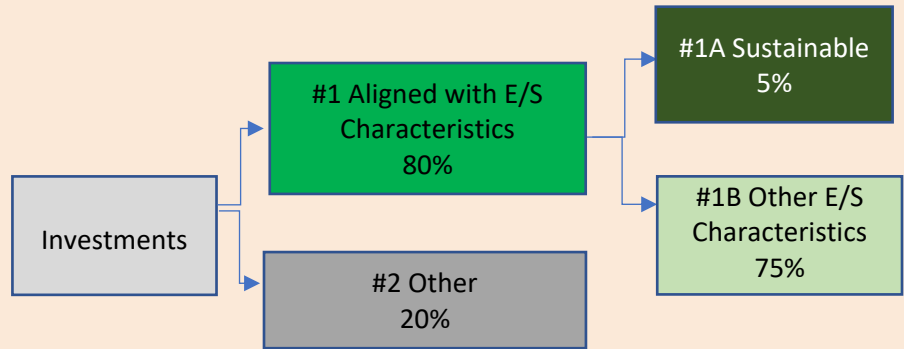 Investments
#1 Aligned with E/S
Characteristics
80%
#2 Other
20%
#1A Sustainable
5%
#1B Other E/S
Characteristics
75%